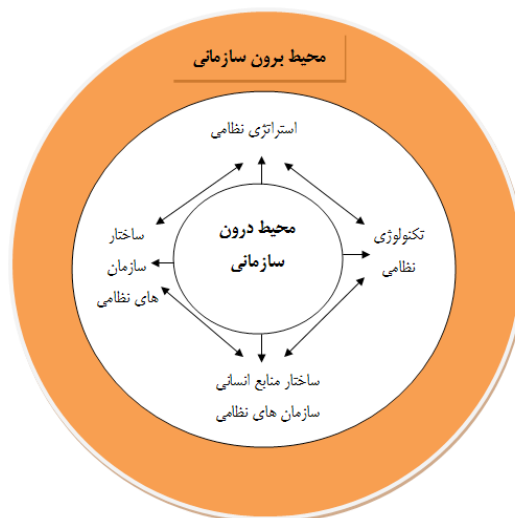 محیط برون سازمانی
استراتژی نظامی
محیط درون
سازمانی
تکنولوژی
نظامی
ساختار
سازمان
های نظامی
ساختار منابع انسانی
سازمان های نظامی